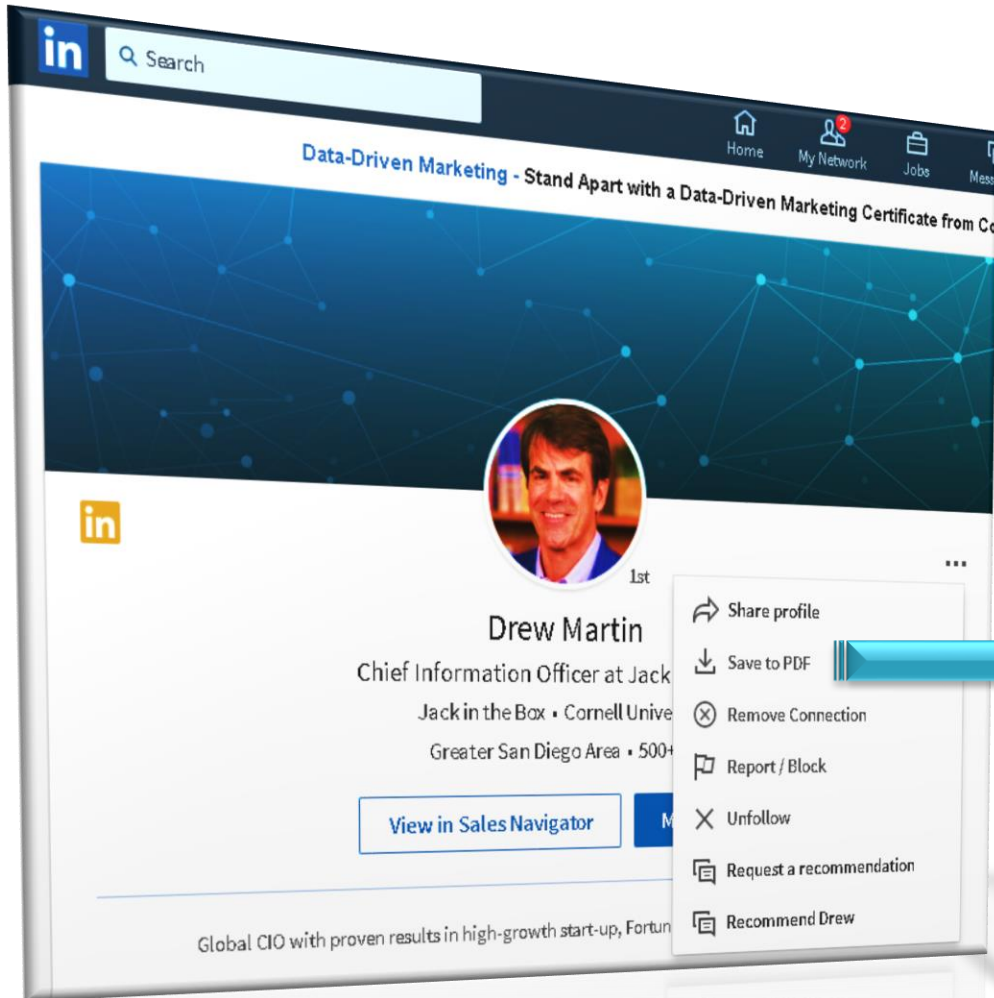 in
Search
Home
2
My Network
Jobs
Data-Driven Marketing - Stand Apart with a Data-Driven Marketing Certificate from
in
1st
...
Drew Martin
Chief Information Officer at Jack
Jack in the Box • Cornell
Greater San Diego Area • 500+
View in Sales Navigator
Share profile
Save to PDF
Remove Connection
Report / Block
Unfollow
Request a recommendation
Recommend Drew
Global CIO with proven results in high-growth start-up,